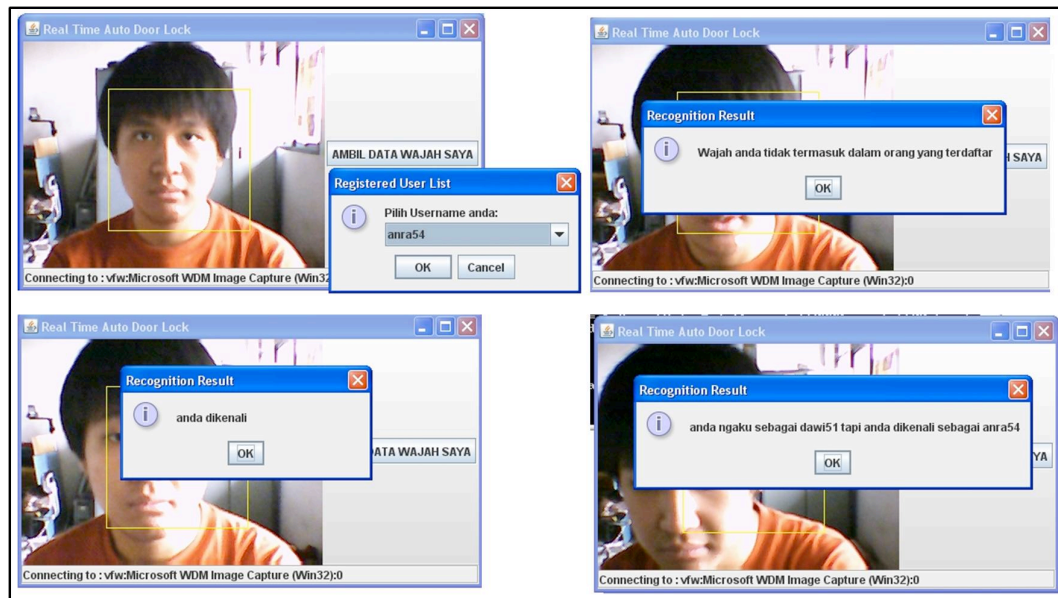 Real Time Auto Door Lock
AMBIL DATA WAJAH SAYA
Registered User List
Pilih Username anda:
anra54
OK Cancel
Connecting to : vfw:Microsoft WDM Image Capture (Win32
Real Time Auto Door Lock
Recognition Result
Wajah anda tidak termasuk dalam orang yang terdaftar
OK
H SAYA
Connecting to : vfw:Microsoft WDM Image Capture (Win32):0
Real Time Auto Door Lock
Recognition Result
anda dikenali
OK
DATA WAJAH SAYA
Connecting to : vfw:Microsoft WDM Image Capture (Win32):0
Real Time Auto Door Lock
Recognition Result
anda ngaku sebagai dawi51 tapi anda dikenali sebagai anra54
OK
YA
Connecting to : vfw:Microsoft WDM Image Capture (Win32):0